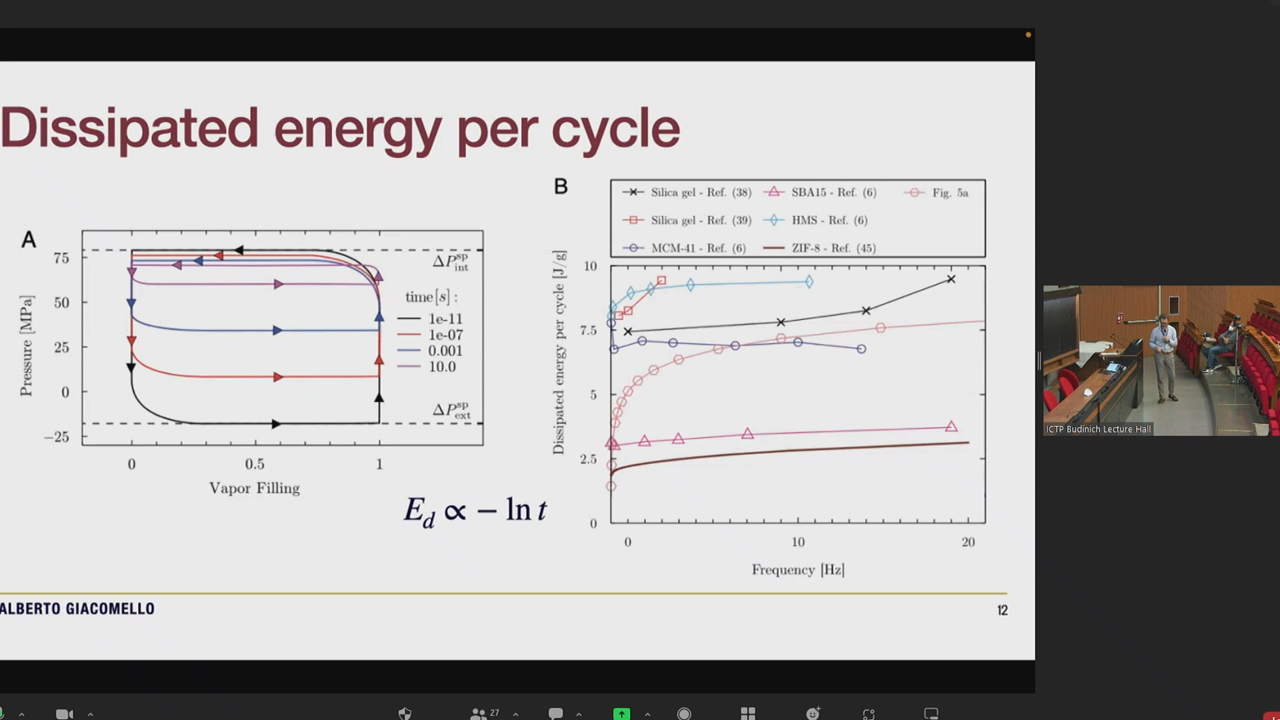 Dissipated energy per cycle
A
75
50
25
0
−25
Pressure [MPa]
0
0.5
1
Vapor Filling
ΔP^sp_int
time[s] :
1e-11
1e-07
0.001
10.0
ΔP^sp_ext
E_d ∝ − ln t
B
Silica gel - Ref. (38)
SBA15 - Ref. (6)
Fig. 5a
Silica gel - Ref. (39)
HMS - Ref. (6)
MCM-41 - Ref. (6)
ZIF-8 - Ref. (45)
10
7.5
5
2.5
0
Dissipated energy per cycle [J/g]
0
10
20
Frequency [Hz]
ALBERTO GIACOMELLO
12
ICTP Budinich Lecture Hall
27